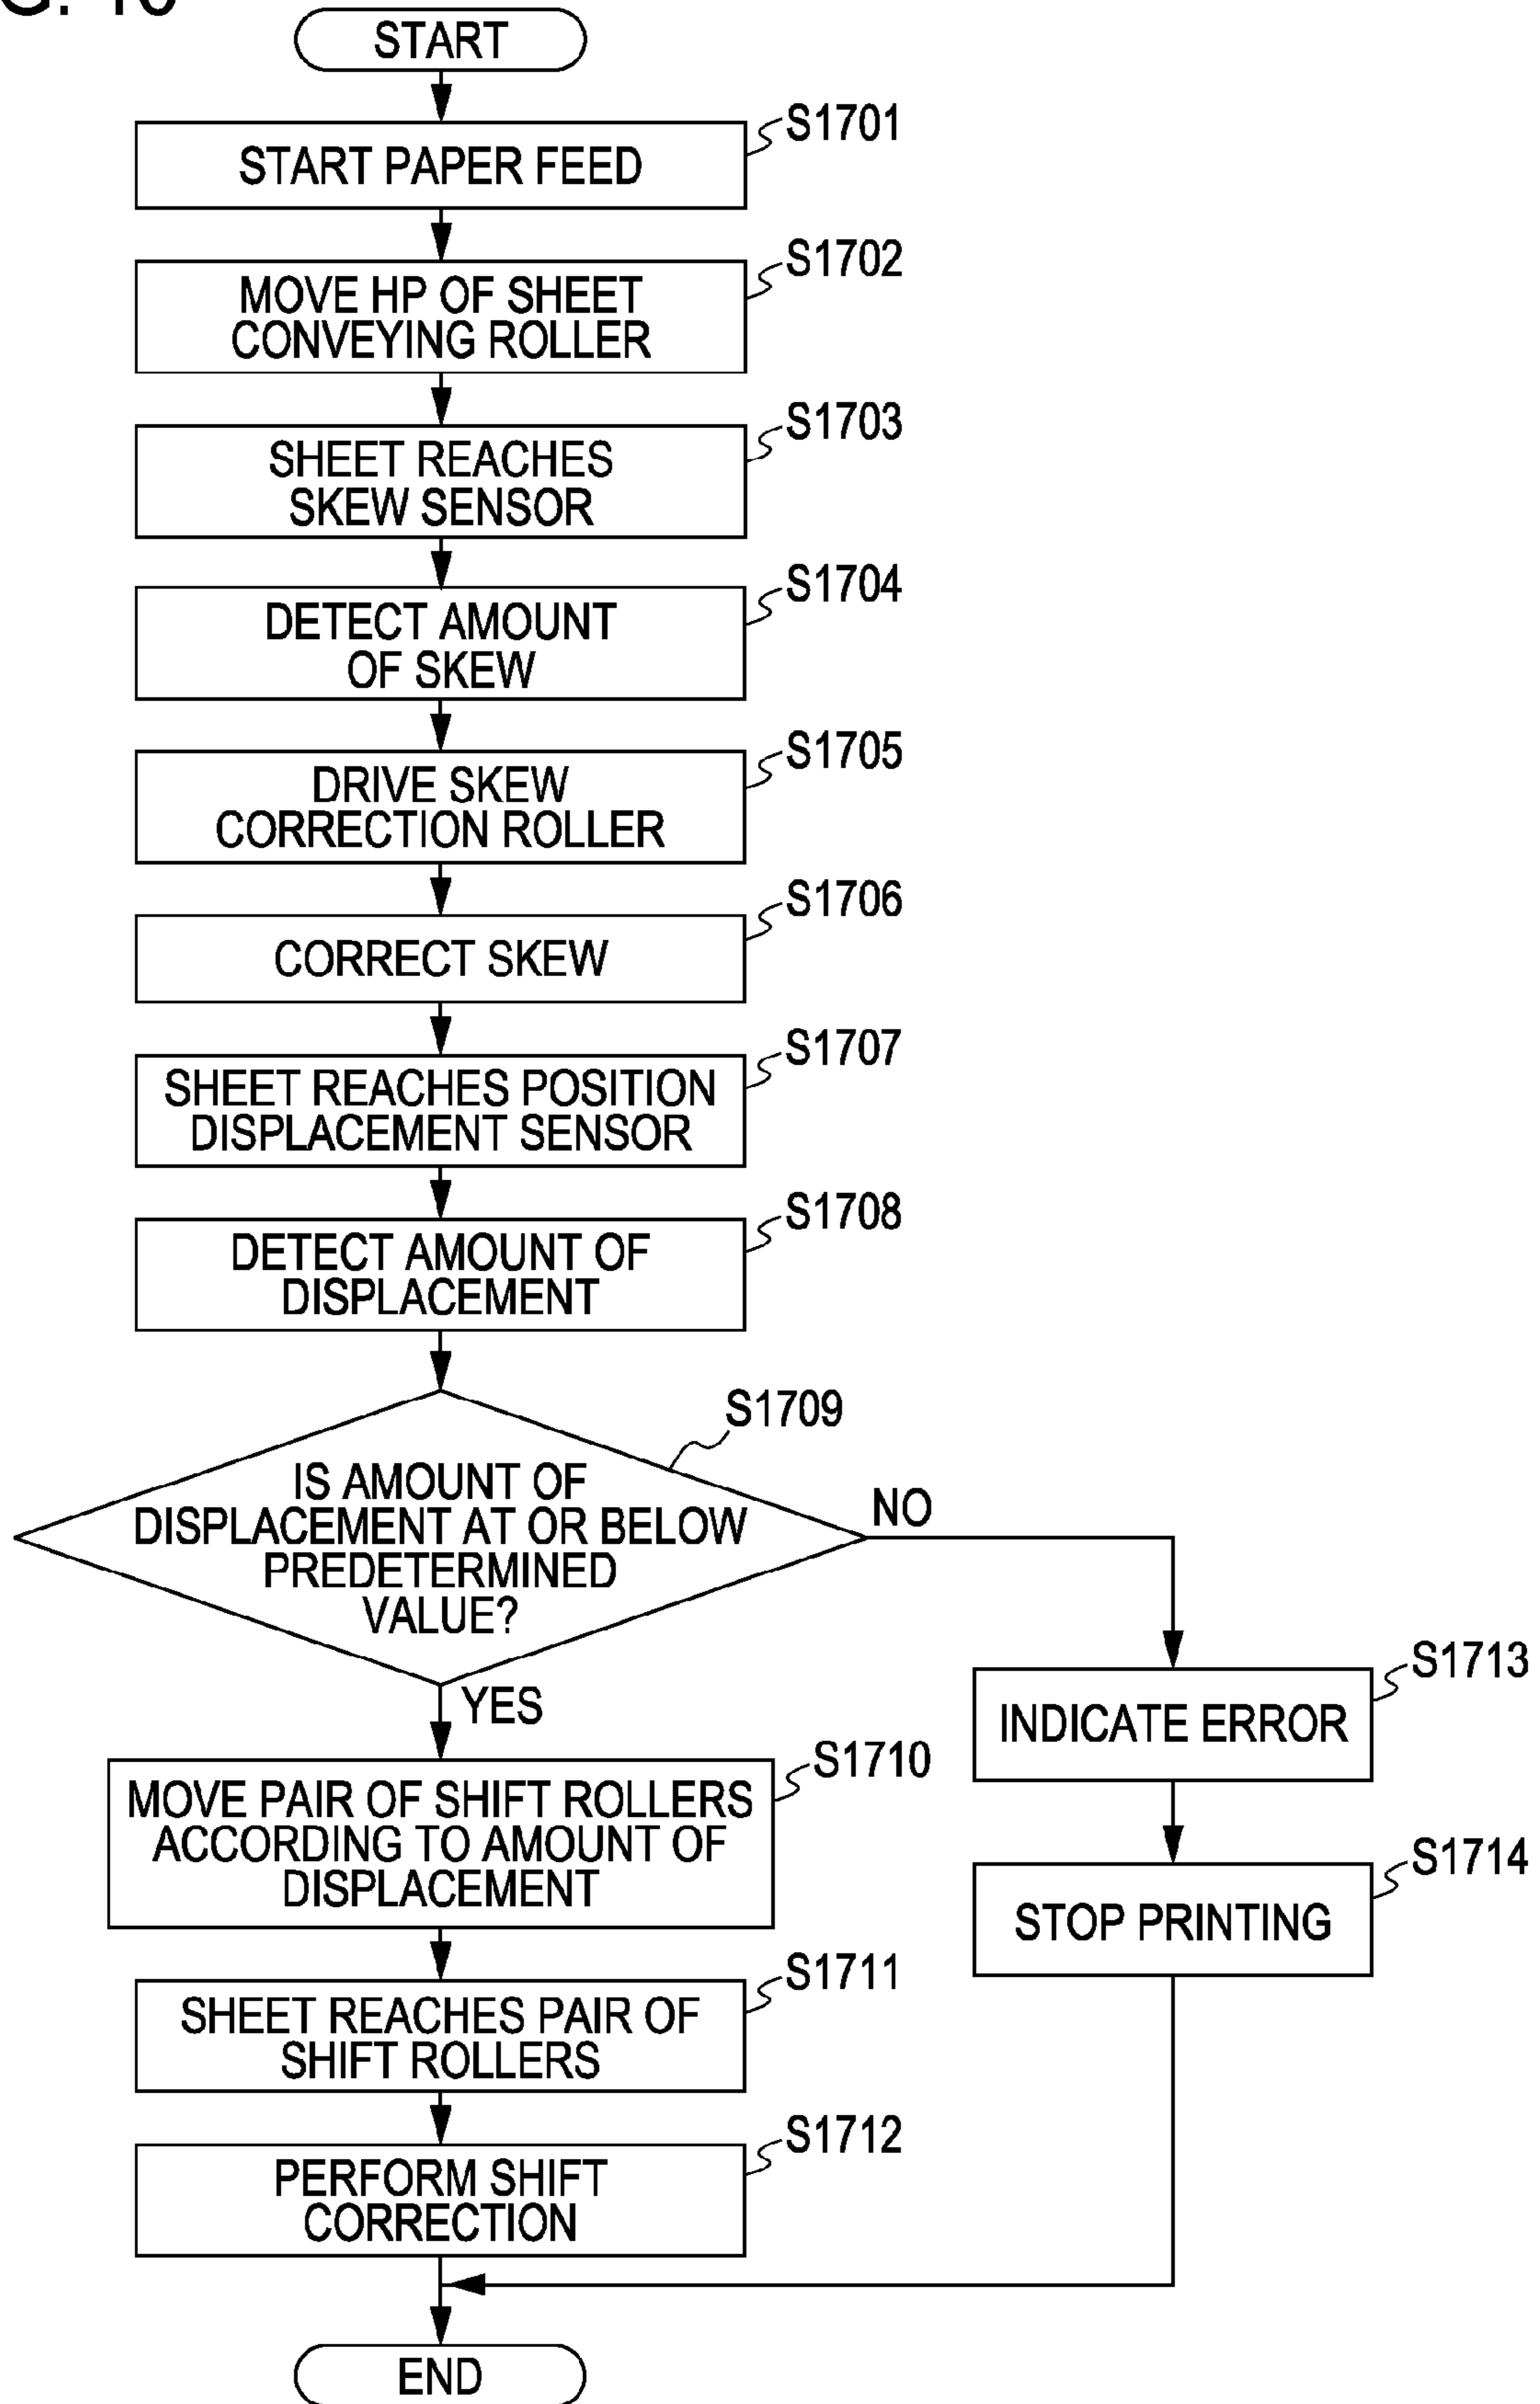 G. 16
START
S1701
START PAPER FEED
S1702
MOVE HP OF SHEET
CONVEYING ROLLER
S1703
SHEET REACHES
SKEW SENSOR
S1704
DETECT AMOUNT
OF SKEW
S1705
DRIVE SKEW
CORRECTION ROLLER
S1706
CORRECT SKEW
S1707
SHEET REACHES POSITION
DISPLACEMENT SENSOR
S1708
DETECT AMOUNT OF
DISPLACEMENT
S1709
IS AMOUNT OF
DISPLACEMENT AT OR BELOW
PREDETERMINED
VALUE?
NO
YES
S1713
INDICATE ERROR
S1710
MOVE PAIR OF SHIFT ROLLERS
ACCORDING TO AMOUNT OF
DISPLACEMENT
S1714
STOP PRINTING
S1711
SHEET REACHES PAIR OF
SHIFT ROLLERS
S1712
PERFORM SHIFT
CORRECTION
END